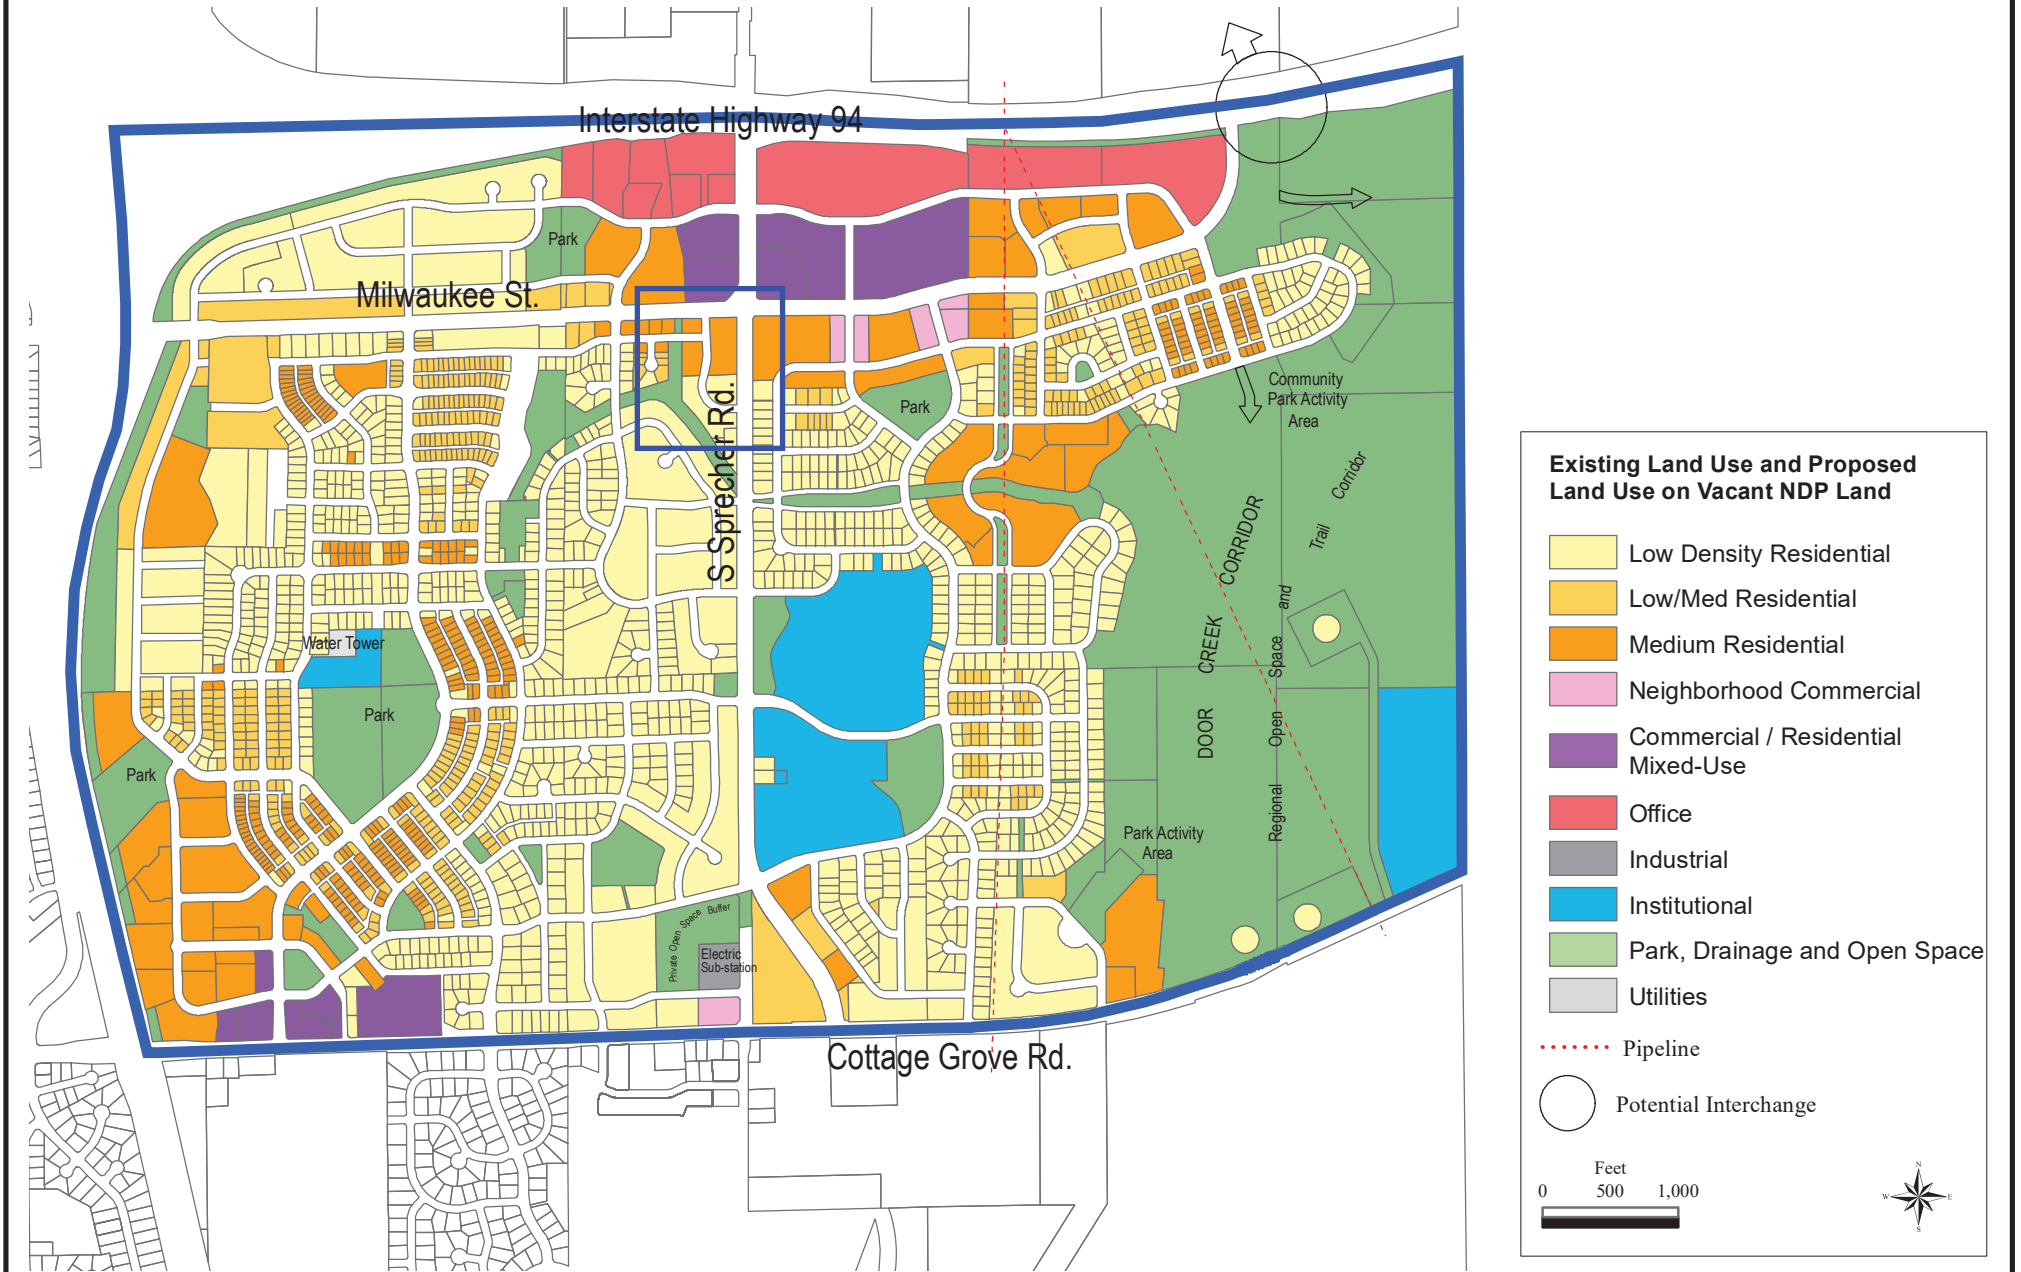 Interstate Highway 94
Park
Milwaukee St.
S Sprecher Rd.
Park
Community
Park Activity
Area
Water Tower
Park
Park
DOOR CREEK CORRIDOR
Regional Open Space and Trail Corridor
Park Activity
Area
Private Open Space Buffer
Electric
Sub-station
Cottage Grove Rd.
Existing Land Use and Proposed
Land Use on Vacant NDP Land
Low Density Residential
Low/Med Residential
Medium Residential
Neighborhood Commercial
Commercial / Residential
Mixed-Use
Office
Industrial
Institutional
Park, Drainage and Open Space
Utilities
Pipeline
Potential Interchange
Feet
0 500 1,000
N
W E
S